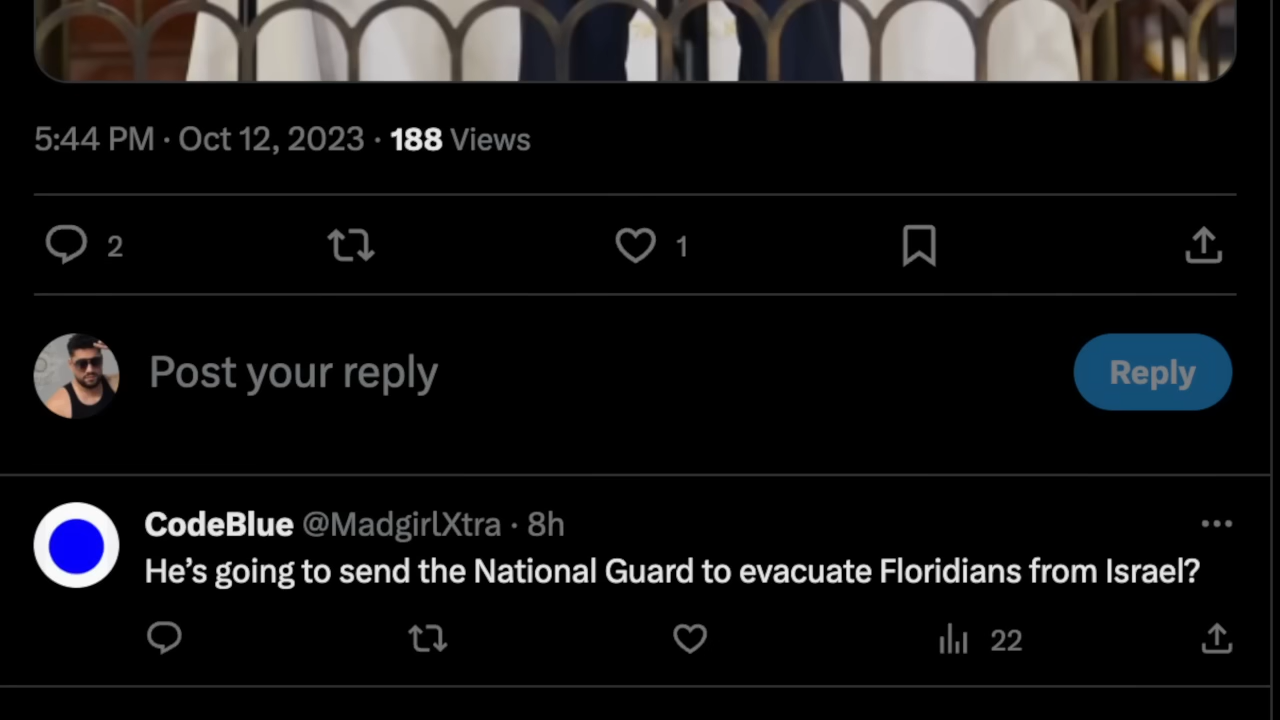 5:44 PM · Oct 12, 2023 · 188 Views
2
1
Post your reply
Reply
CodeBlue @MadgirlXtra · 8h
He’s going to send the National Guard to evacuate Floridians from Israel?
22